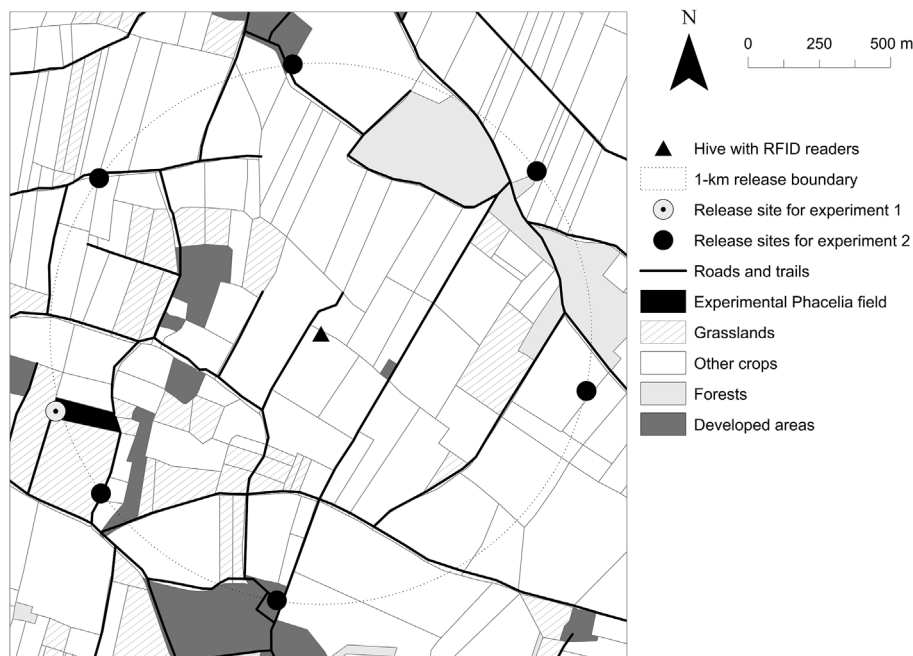 N
0 250 500 m
Hive with RFID readers
1-km release boundary
Release site for experiment 1
Release sites for experiment 2
Roads and trails
Experimental Phacelia field
Grasslands
Other crops
Forests
Developed areas